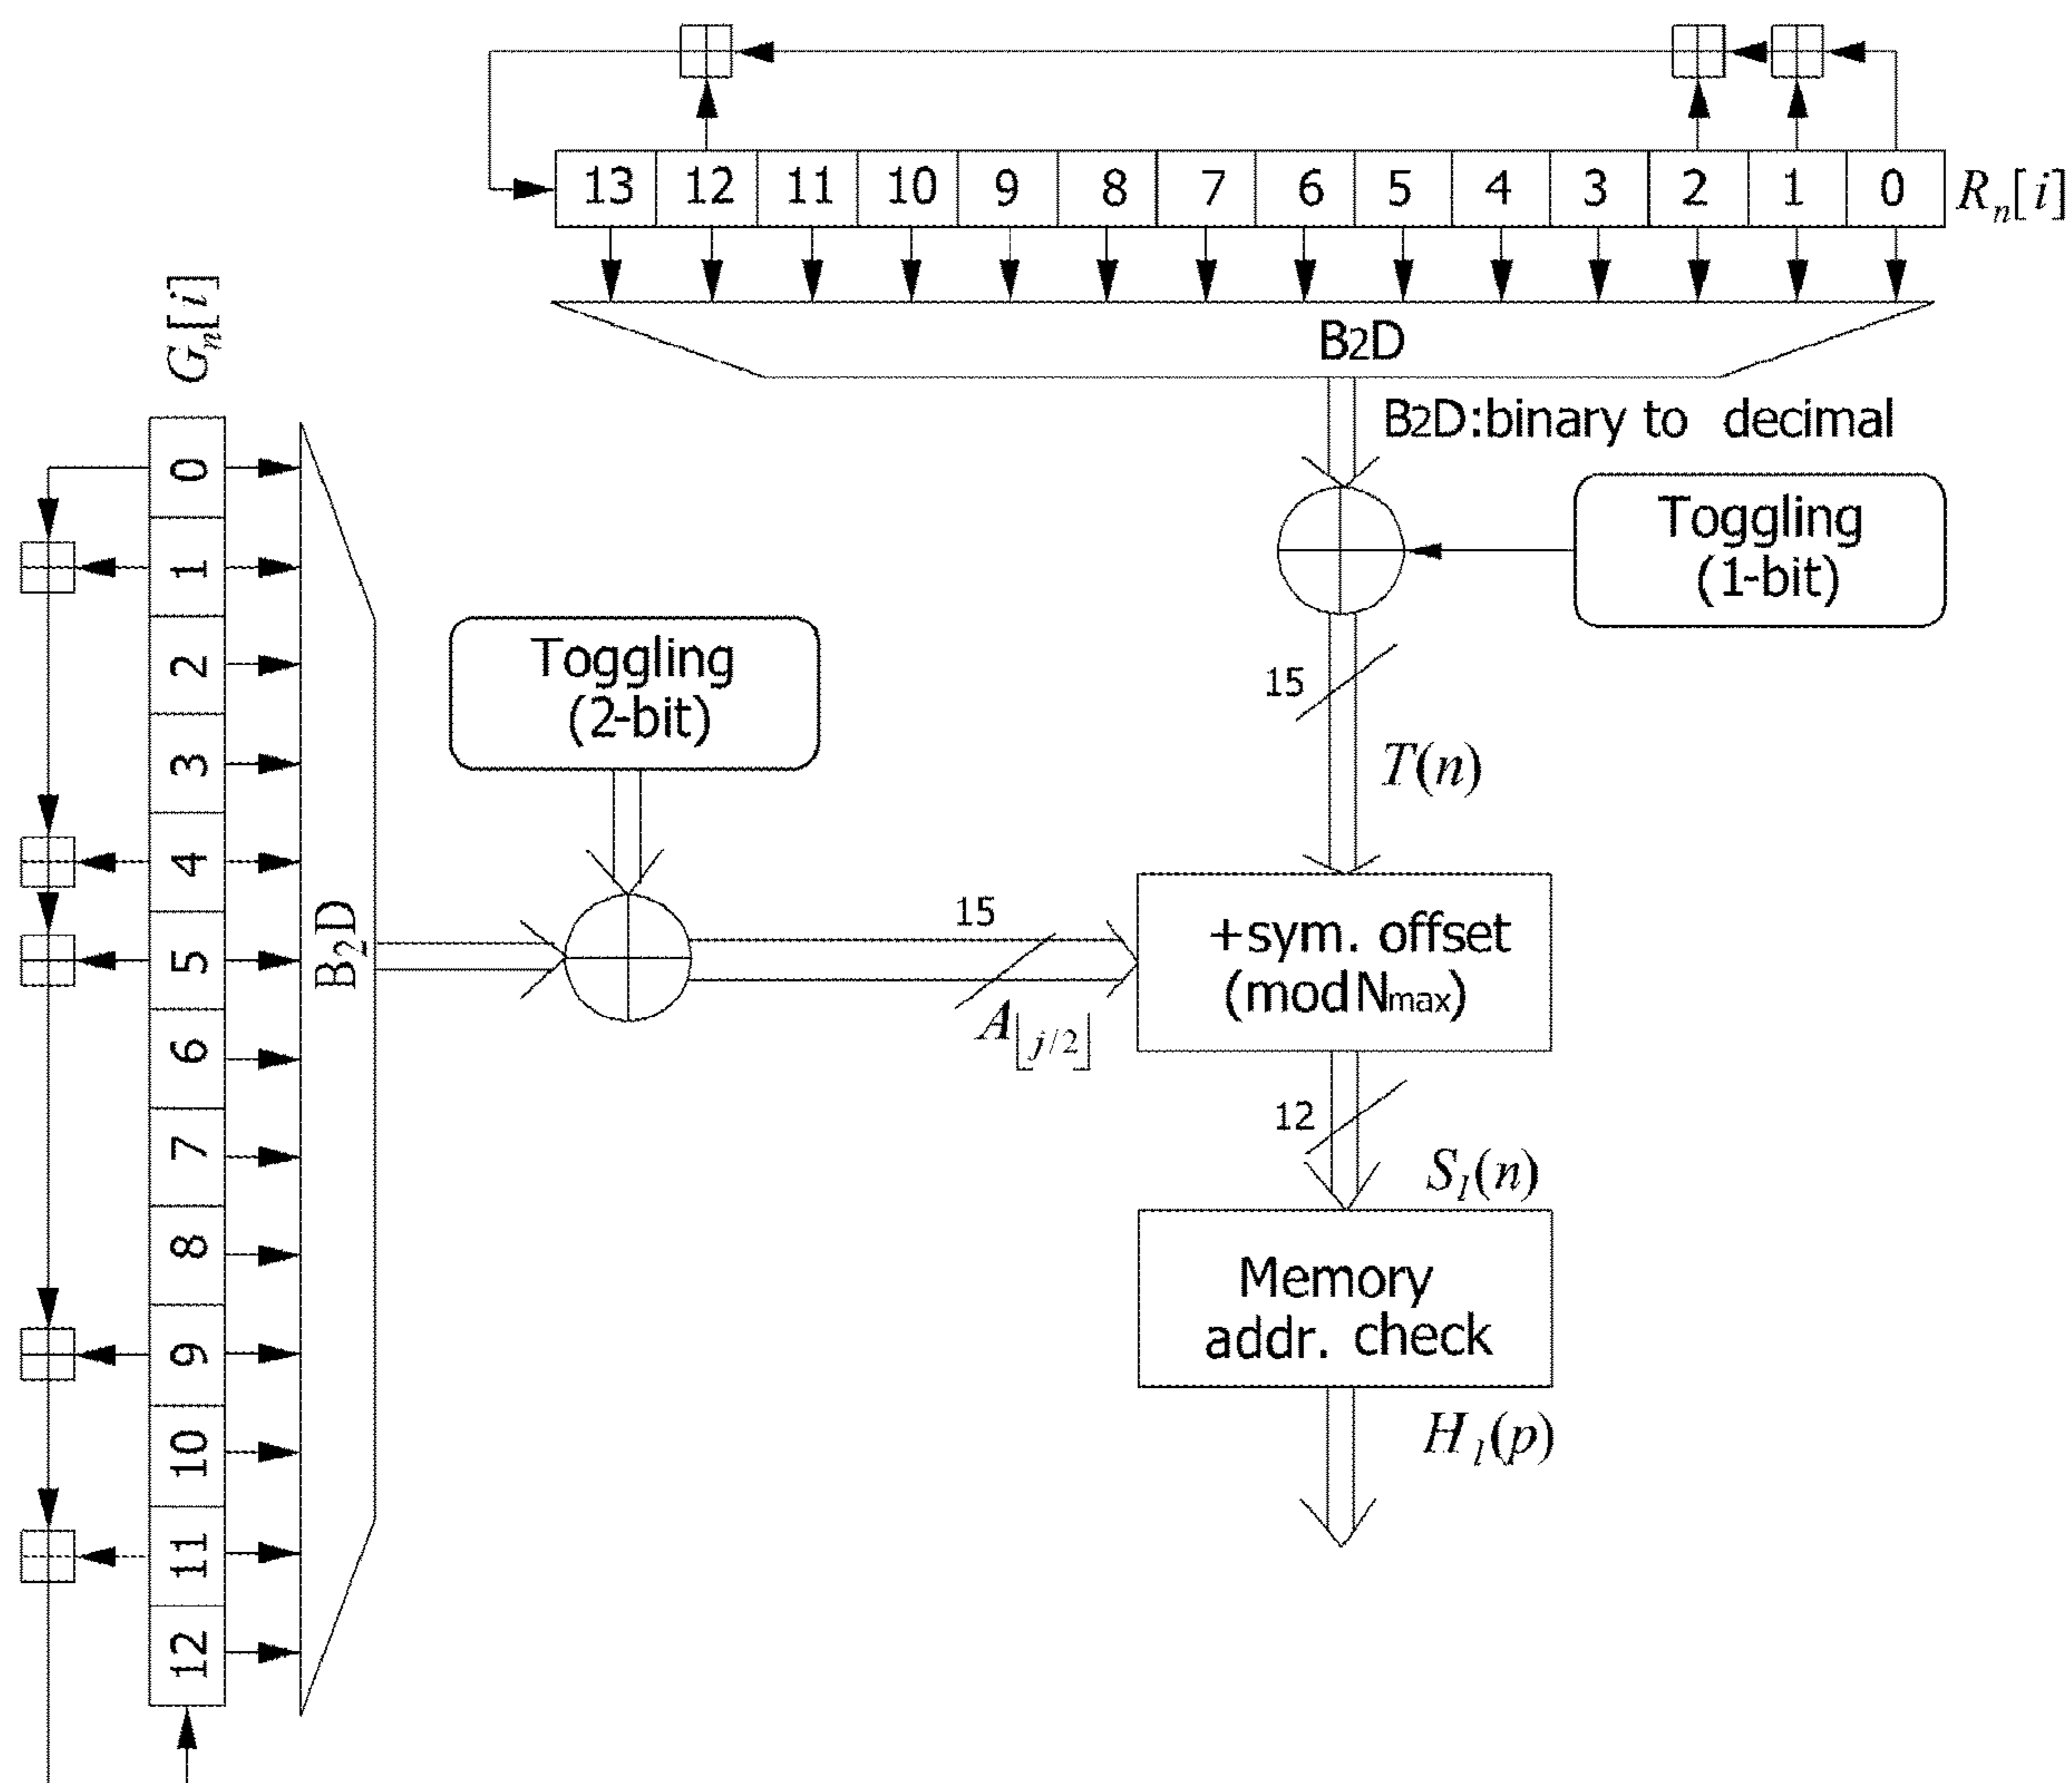 13 12 11 10 9 8 7 6 5 4 3 2 1 0 Rₙ[i]
B2D
B2D:binary to decimal
Toggling
(1-bit)
15
T(n)
Gₙ[i]
0
1
2
3
4
5
6
7
8
9
10
11
12
B₂D
Toggling
(2-bit)
15
A⌊j/2⌋
+sym. offset
(mod Nmax)
12
Sₗ(n)
Memory
addr. check
Hₗ(p)